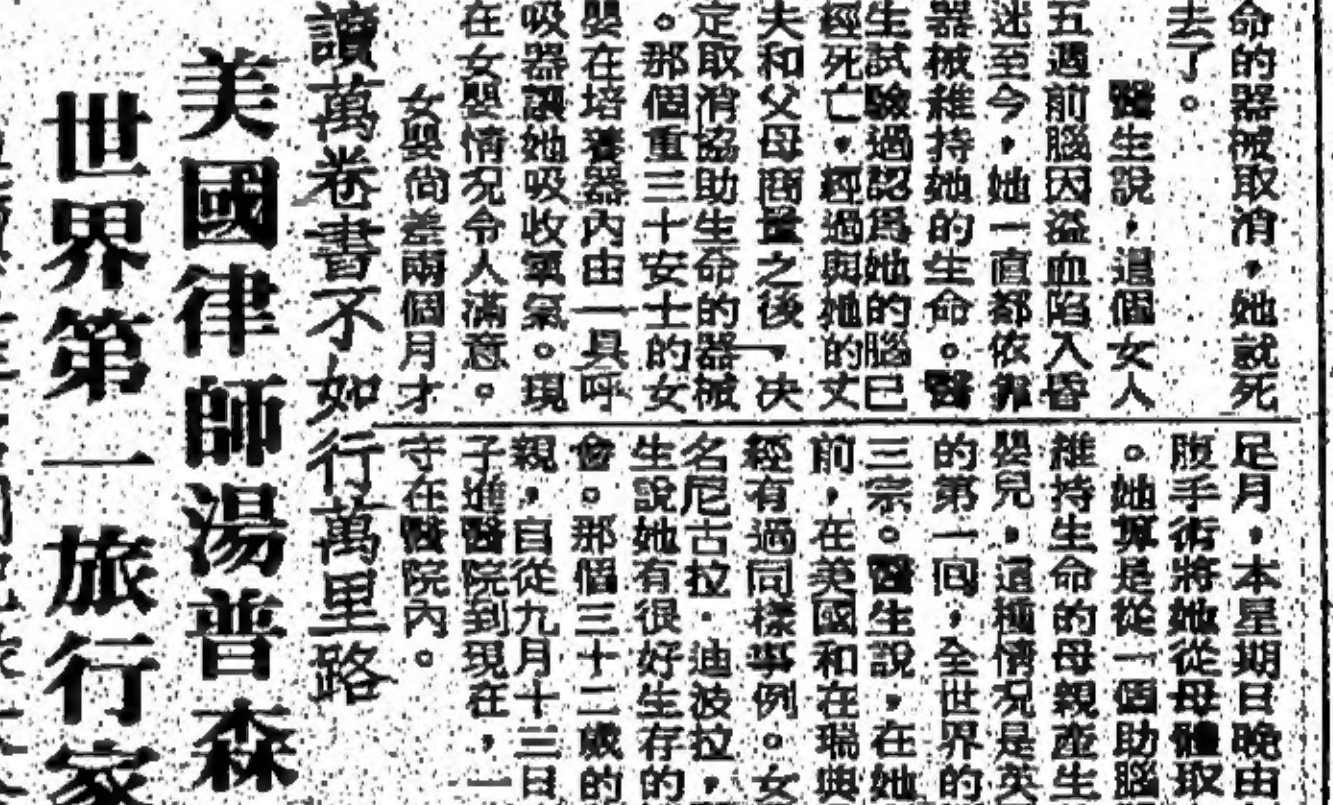 命的器械被取消，她就死
去了。
醫生說，這個女人
五週前腦因溢血陷入昏
迷至今，她一直都依靠
器械維持她的生命。醫
生試驗過認爲她的腦已
經死亡，經過與她的丈
夫和父母商量之後，决
定取消協助生命的器械
。那個重三十安士的女
嬰在培養器內由一具呼
吸器讓她吸收氧氣。現
在女嬰情况令人滿意。
女嬰尚差兩個月才
足月，本星期日晚由
腹手術將她從母體取
。她算是從一個助腦
維持生命的母親產生
嬰兒，這種情况是英
的第一囘，全世界的
三宗。醫生說，在她
前，在美國和在瑞典
經有過同樣事例。女
名尼古拉·迪波拉，
生說她有很好生存的
會。那個三十二歲的
親，自從九月十三日
子進醫院到現在，一
守在醫院內。
讀萬卷書不如行萬里路
美國律師湯普森
世界第一旅行家